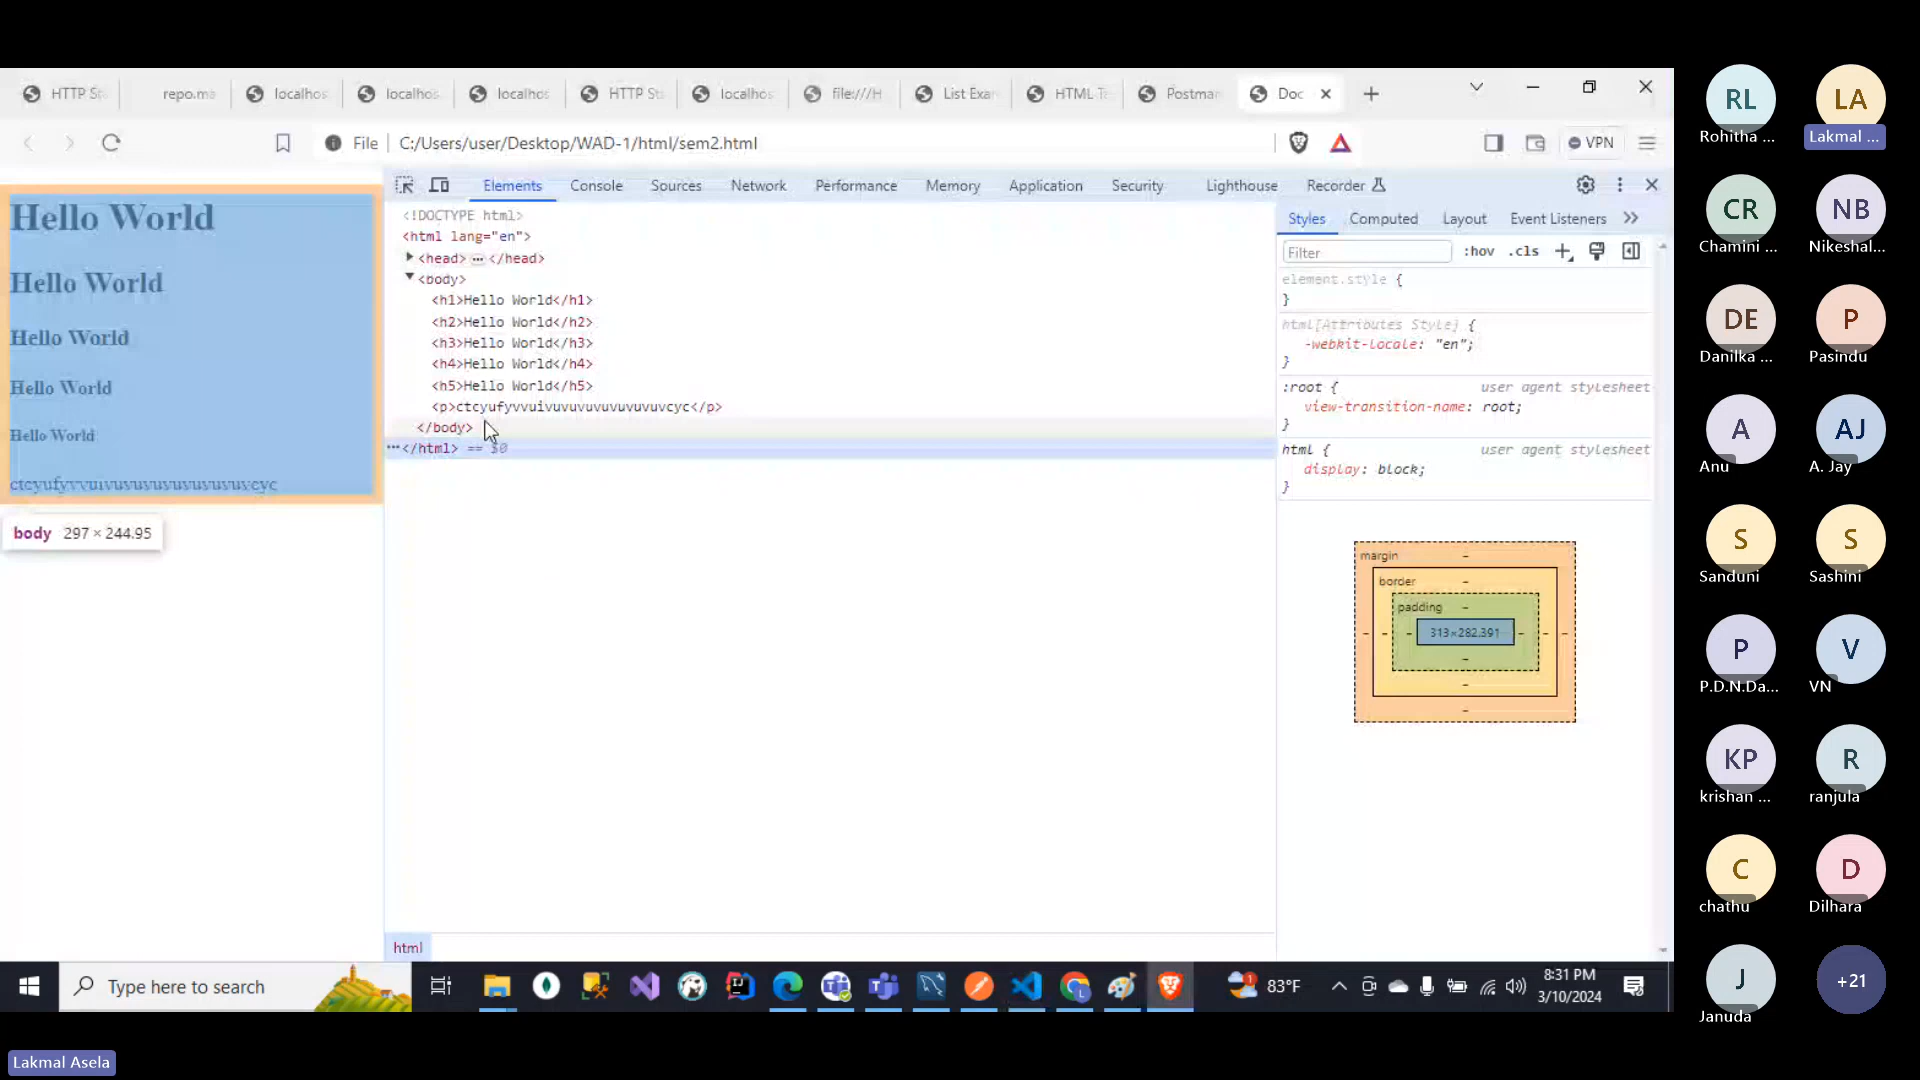 HTTP St
repo.ma
localhos
localhos
localhos
HTTP St
localhos
file:///H
List Exar
HTML Te
Postman
Doc
File
C:/Users/user/Desktop/WAD-1/html/sem2.html
VPN
Hello World
Hello World
Hello World
Hello World
Hello World
ctcyufyvvuivuvuvuvuvuvuvuvcyc
body 297 × 244.95
Elements Console Sources Network Performance Memory Application Security Lighthouse Recorder
<!DOCTYPE html>
<html lang="en">
<head> ⋯ </head>
<body>
<h1>Hello World</h1>
<h2>Hello World</h2>
<h3>Hello World</h3>
<h4>Hello World</h4>
<h5>Hello World</h5>
<p>ctcyufyvvuivuvuvuvuvuvuvuvcyc</p>
</body>
⋯</html> == $0
html
Styles Computed Layout Event Listeners
Filter
:hov .cls
element.style {
}
html[Attributes Style] {
-webkit-locale: "en";
}
:root { user agent stylesheet
view-transition-name: root;
}
html { user agent stylesheet
display: block;
}
margin –
border –
padding –
– – – 313×282.391 – – –
–
–
–
Type here to search
83°F
8:31 PM
3/10/2024
RL
Rohitha ...
LA
Lakmal ...
CR
Chamini ...
NB
Nikeshal...
DE
Danilka ...
P
Pasindu
A
Anu
AJ
A. Jay
S
Sanduni
S
Sashini
P
P.D.N.Da...
V
VN
KP
krishan ...
R
ranjula
C
chathu
D
Dilhara
J
Januda
+21
Lakmal Asela